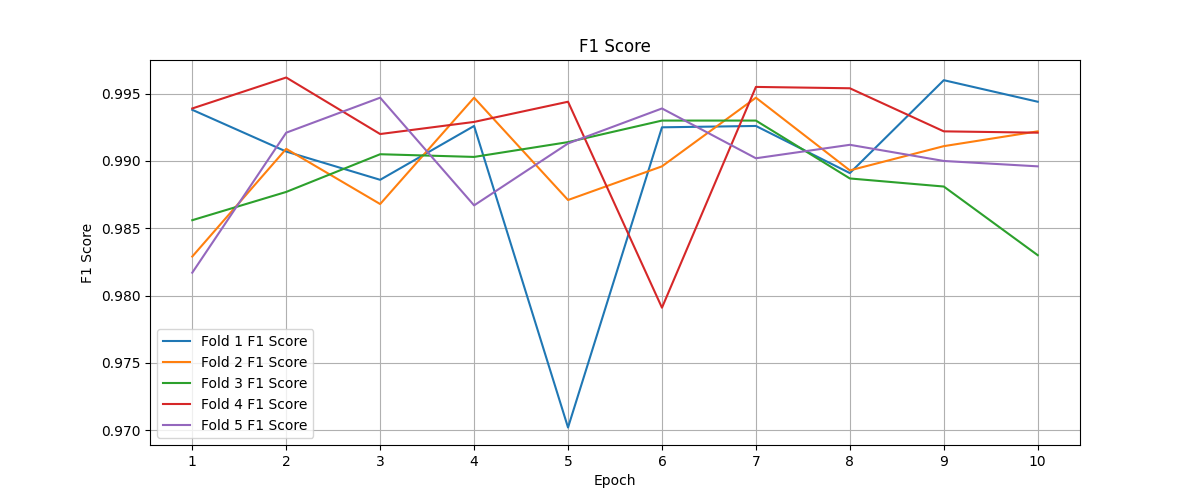 F1 Score
0.995
0.990
0.985
0.980
0.975
0.970
F1 Score
Fold 1 F1 Score
Fold 2 F1 Score
Fold 3 F1 Score
Fold 4 F1 Score
Fold 5 F1 Score
1 2 3 4 5 6 7 8 9 10
Epoch